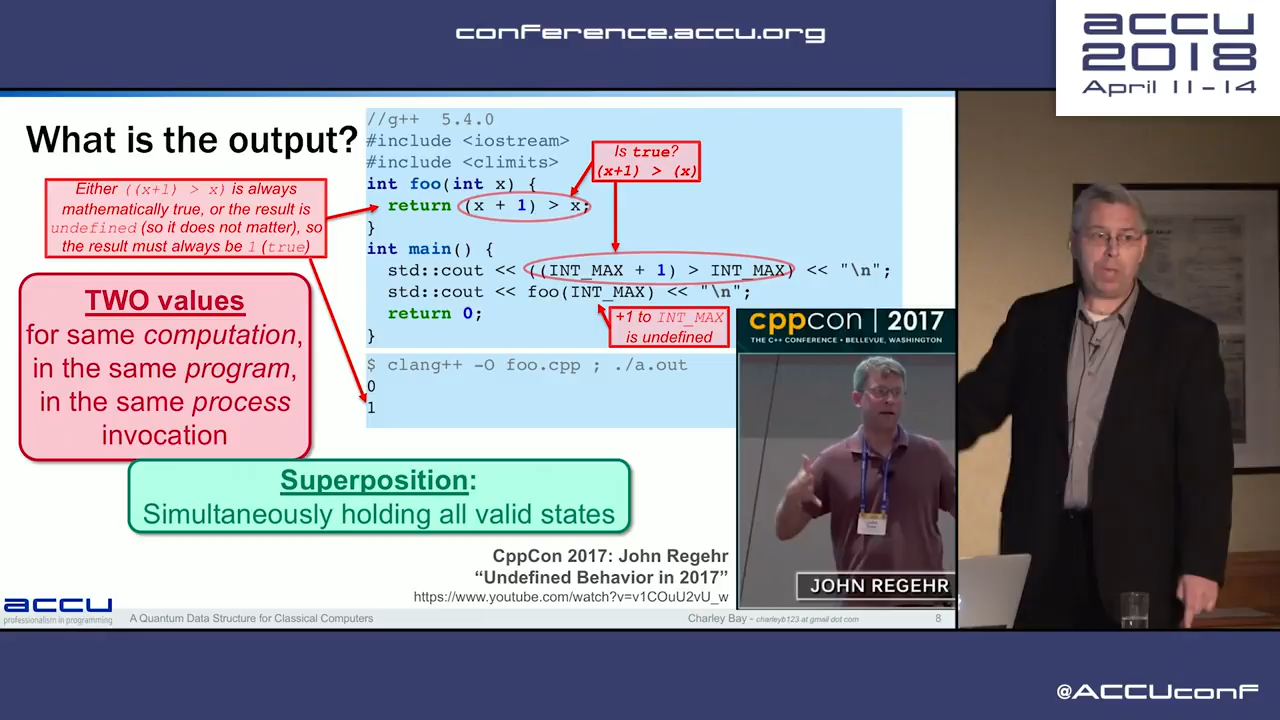 conference.accu.org
accu
2018
April 11-14
What is the output?
//g++ 5.4.0
#include <iostream>
#include <climits>
int foo(int x) {
return (x + 1) > x;
}
int main() {
std::cout << ((INT_MAX + 1) > INT_MAX) << "\n";
std::cout << foo(INT_MAX) << "\n";
return 0;
}
$ clang++ -O foo.cpp ; ./a.out
0
1
Is true?
(x+1) > (x)
+1 to INT_MAX
is undefined
Either ((x+1) > x) is always
mathematically true, or the result is
undefined (so it does not matter), so
the result must always be 1 (true)
TWO values
for same computation,
in the same program,
in the same process
invocation
Superposition:
Simultaneously holding all valid states
cppcon | 2017
THE C++ CONFERENCE • BELLEVUE, WASHINGTON
JOHN REGEHR
CppCon 2017: John Regehr
“Undefined Behavior in 2017”
https://www.youtube.com/watch?v=v1COuU2vU_w
accu
professionalism in programming
A Quantum Data Structure for Classical Computers
Charley Bay - charleyb123 at gmail dot com
8
@ACCUconf